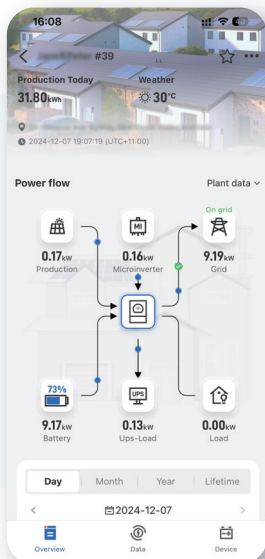 16:08
#39
Production Today
Weather
31.80kWh
30°C
2024-12-07 19:07:19 (UTC+11:00)
Power flow
Plant data
On grid
MI
0.17kW
0.16kW
9.19kW
Production
Microinverter
Grid
73%
UPS
9.17kW
0.13kW
0.00kW
Battery
Ups-Load
Load
Day
Month
Year
Lifetime
2024-12-07
Overview
Data
Device